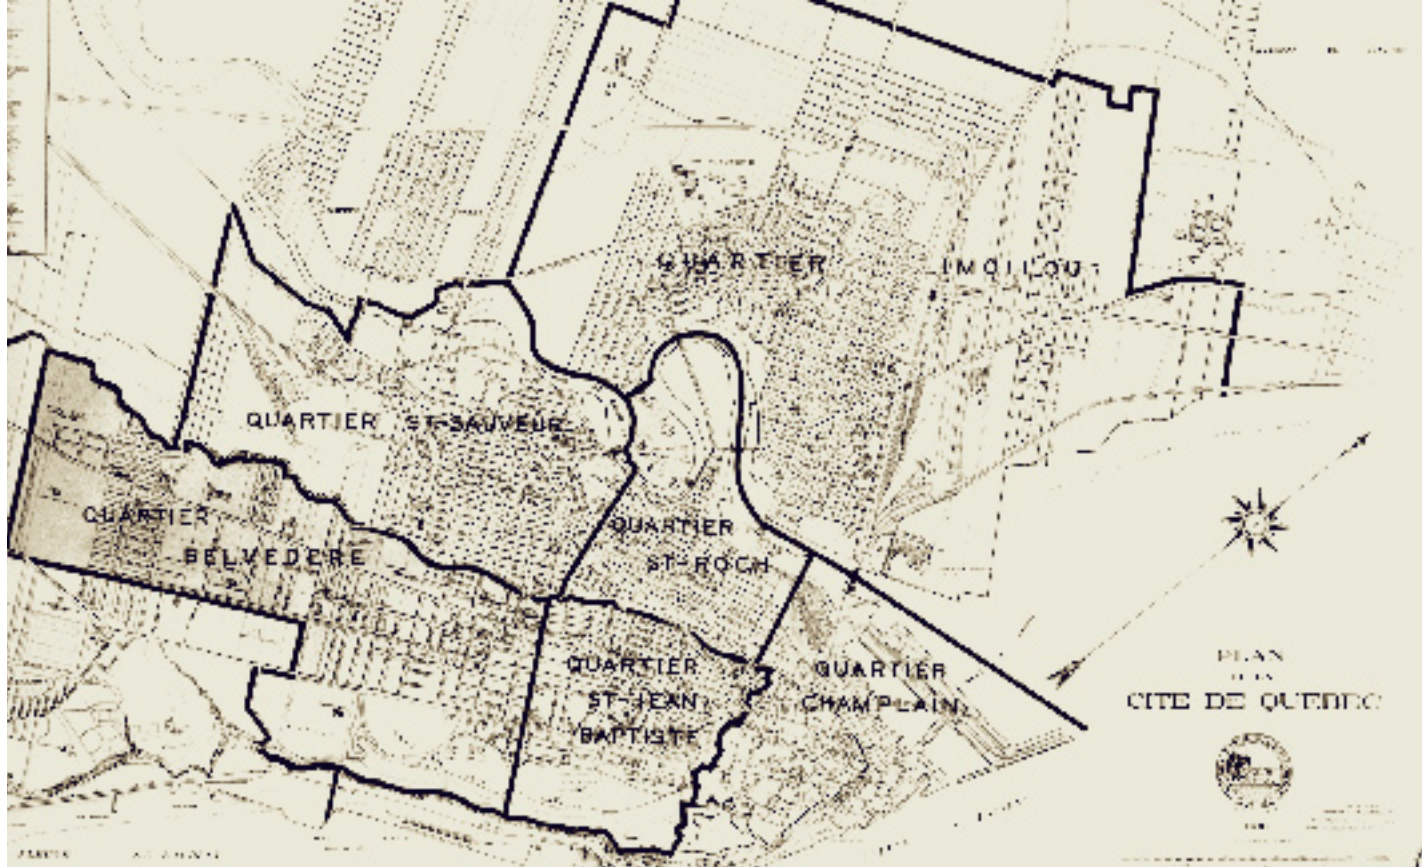 QUARTIER LIMOILOU
QUARTIER ST-SAUVEUR
QUARTIER
BELVEDERE
QUARTIER
ST-ROCH
QUARTIER
ST-JEAN
BAPTISTE
QUARTIER
CHAMPLAIN
PLAN
CITE DE QUEBEC